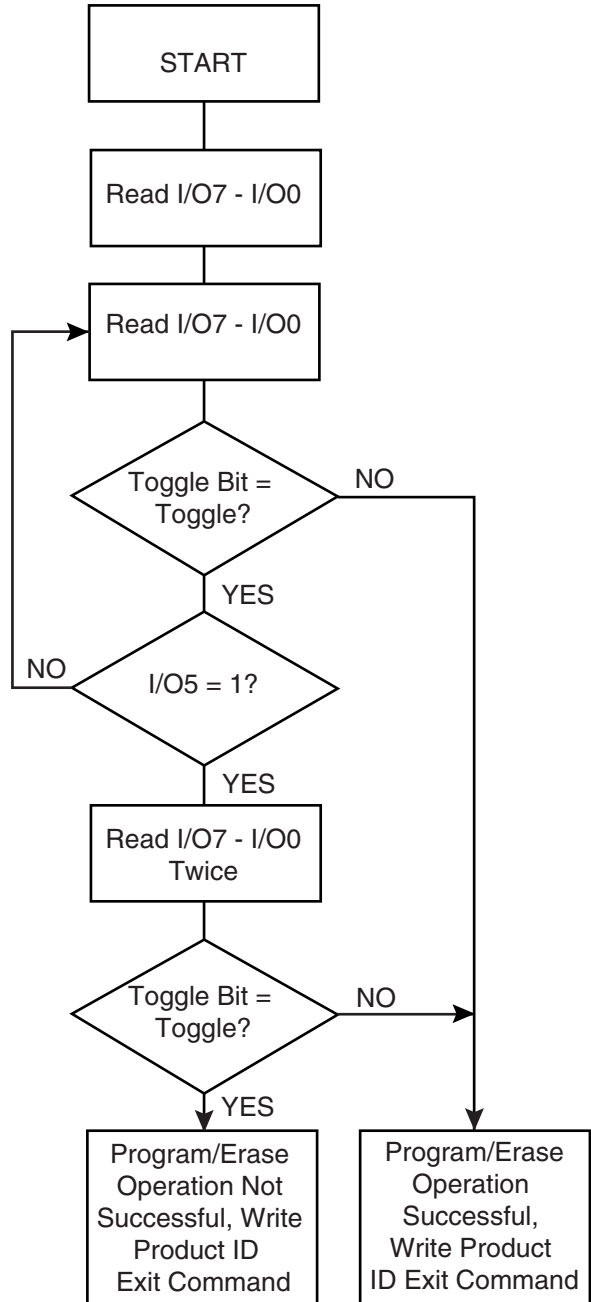 START
Read I/O7 - I/O0
Read I/O7 - I/O0
Toggle Bit =
Toggle?
NO
YES
NO
I/O5 = 1?
YES
Read I/O7 - I/O0
Twice
Toggle Bit =
Toggle?
NO
YES
Program/Erase
Operation Not
Successful, Write
Product ID
Exit Command
Program/Erase
Operation
Successful,
Write Product
ID Exit Command